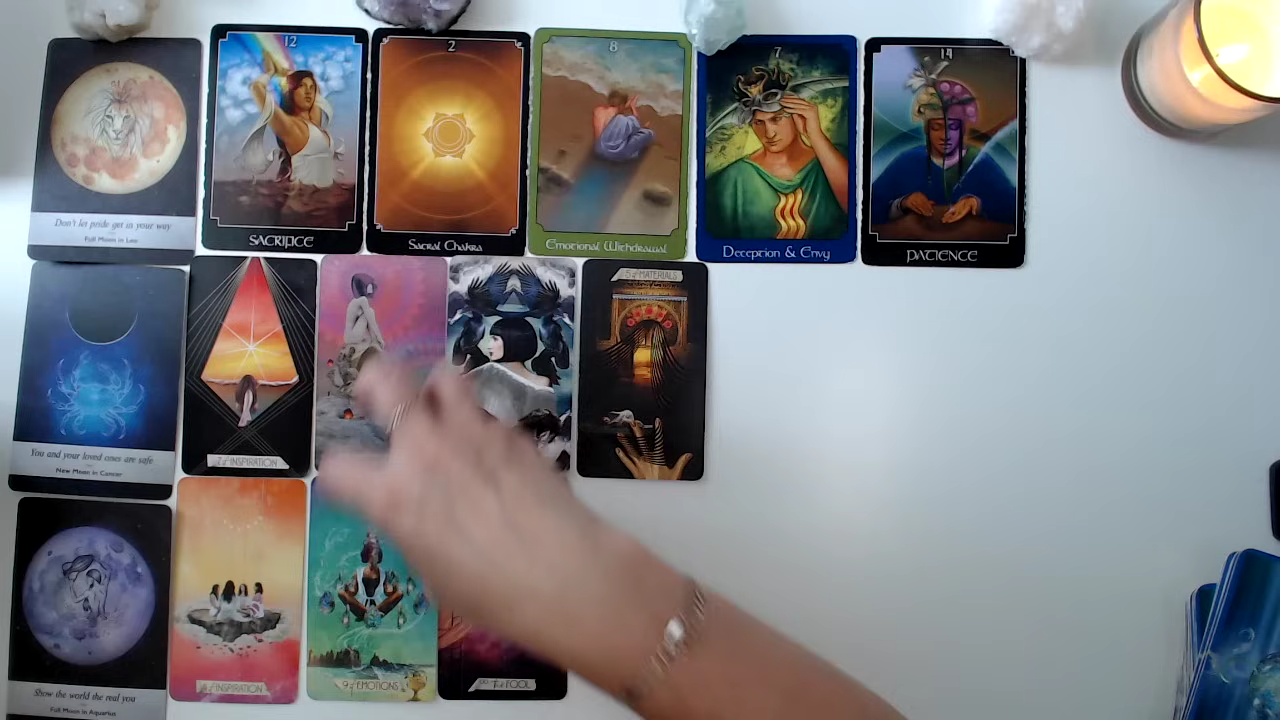 12
2
8
7
14
Don't let pride get in your way
Full Moon in Leo
SACRIFICE
Sacral Chakra
Emotional Withdrawal
Deception & Envy
PATIENCE
5 of MATERIALS
You and your loved ones are safe
New Moon in Cancer
of INSPIRATION
Show the world the real you
Full Moon in Aquarius
of INSPIRATION
9 of EMOTIONS
the FOOL